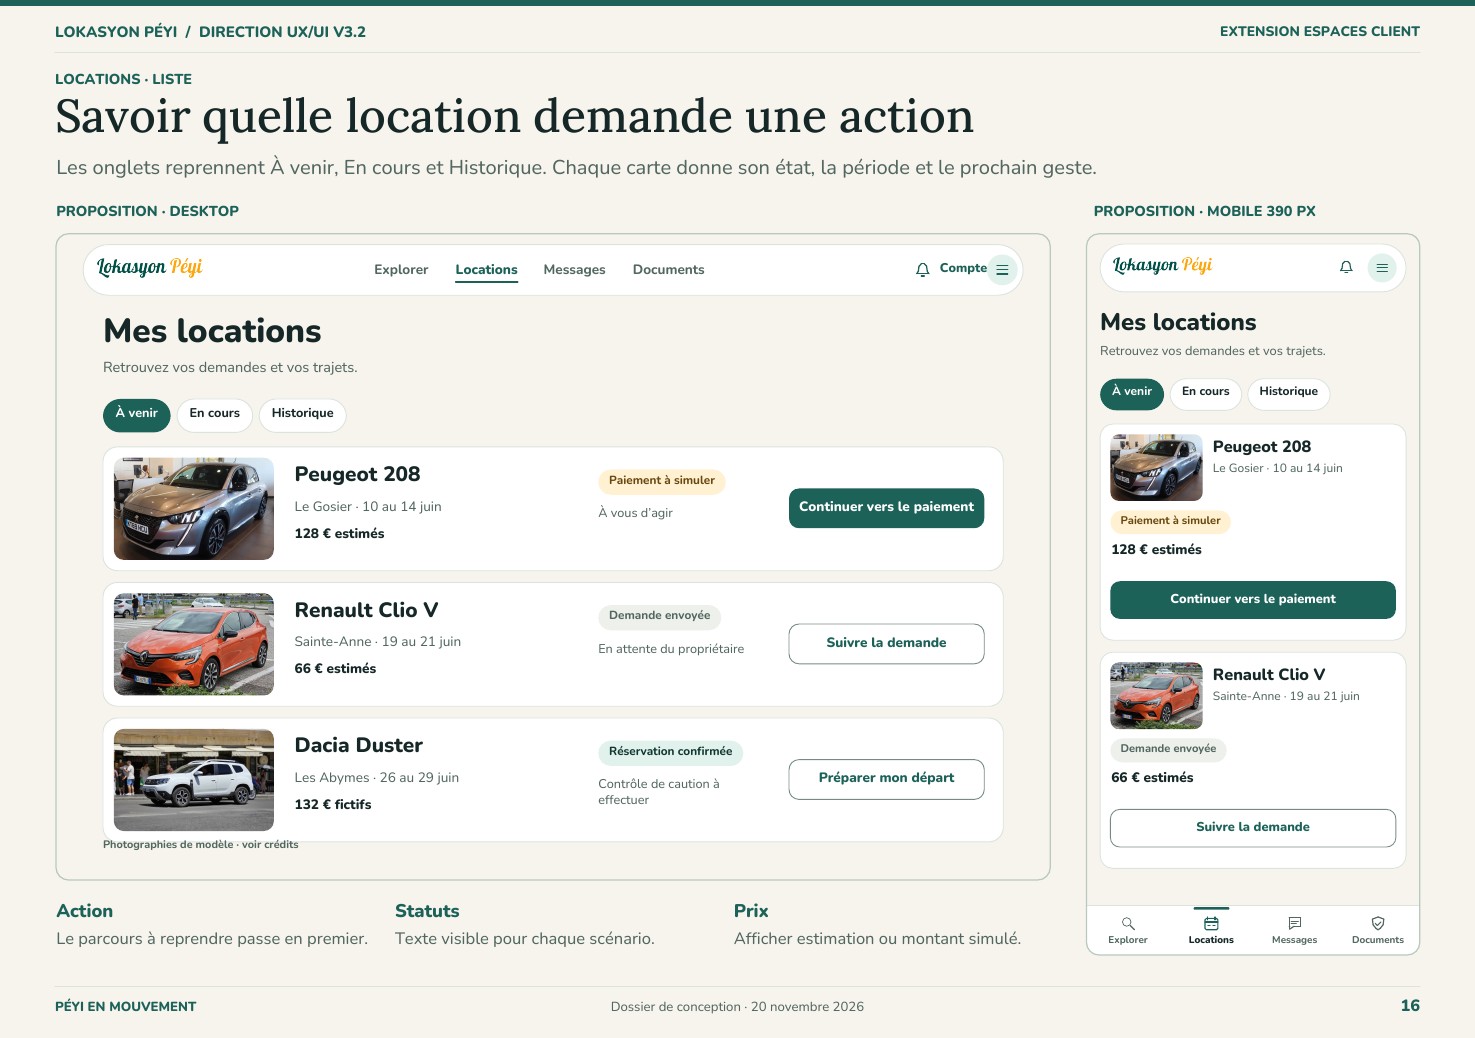 LOKASYON PÉYI / DIRECTION UX/UI V3.2
EXTENSION ESPACES CLIENT
LOCATIONS · LISTE
Savoir quelle location demande une action
Les onglets reprennent À venir, En cours et Historique. Chaque carte donne son état, la période et le prochain geste.
PROPOSITION · DESKTOP
Lokasyon Péyi
Explorer
Locations
Messages
Documents
Compte
Mes locations
Retrouvez vos demandes et vos trajets.
À venir
En cours
Historique
Peugeot 208
Le Gosier · 10 au 14 juin
128 € estimés
Paiement à simuler
À vous d’agir
Continuer vers le paiement
Renault Clio V
Sainte-Anne · 19 au 21 juin
66 € estimés
Demande envoyée
En attente du propriétaire
Suivre la demande
Dacia Duster
Les Abymes · 26 au 29 juin
132 € fictifs
Réservation confirmée
Contrôle de caution à
effectuer
Préparer mon départ
Photographies de modèle · voir crédits
PROPOSITION · MOBILE 390 PX
Lokasyon Péyi
Mes locations
Retrouvez vos demandes et vos trajets.
À venir
En cours
Historique
Peugeot 208
Le Gosier · 10 au 14 juin
Paiement à simuler
128 € estimés
Continuer vers le paiement
Renault Clio V
Sainte-Anne · 19 au 21 juin
Demande envoyée
66 € estimés
Suivre la demande
Explorer
Locations
Messages
Documents
Action
Le parcours à reprendre passe en premier.
Statuts
Texte visible pour chaque scénario.
Prix
Afficher estimation ou montant simulé.
PÉYI EN MOUVEMENT
Dossier de conception · 20 novembre 2026
16